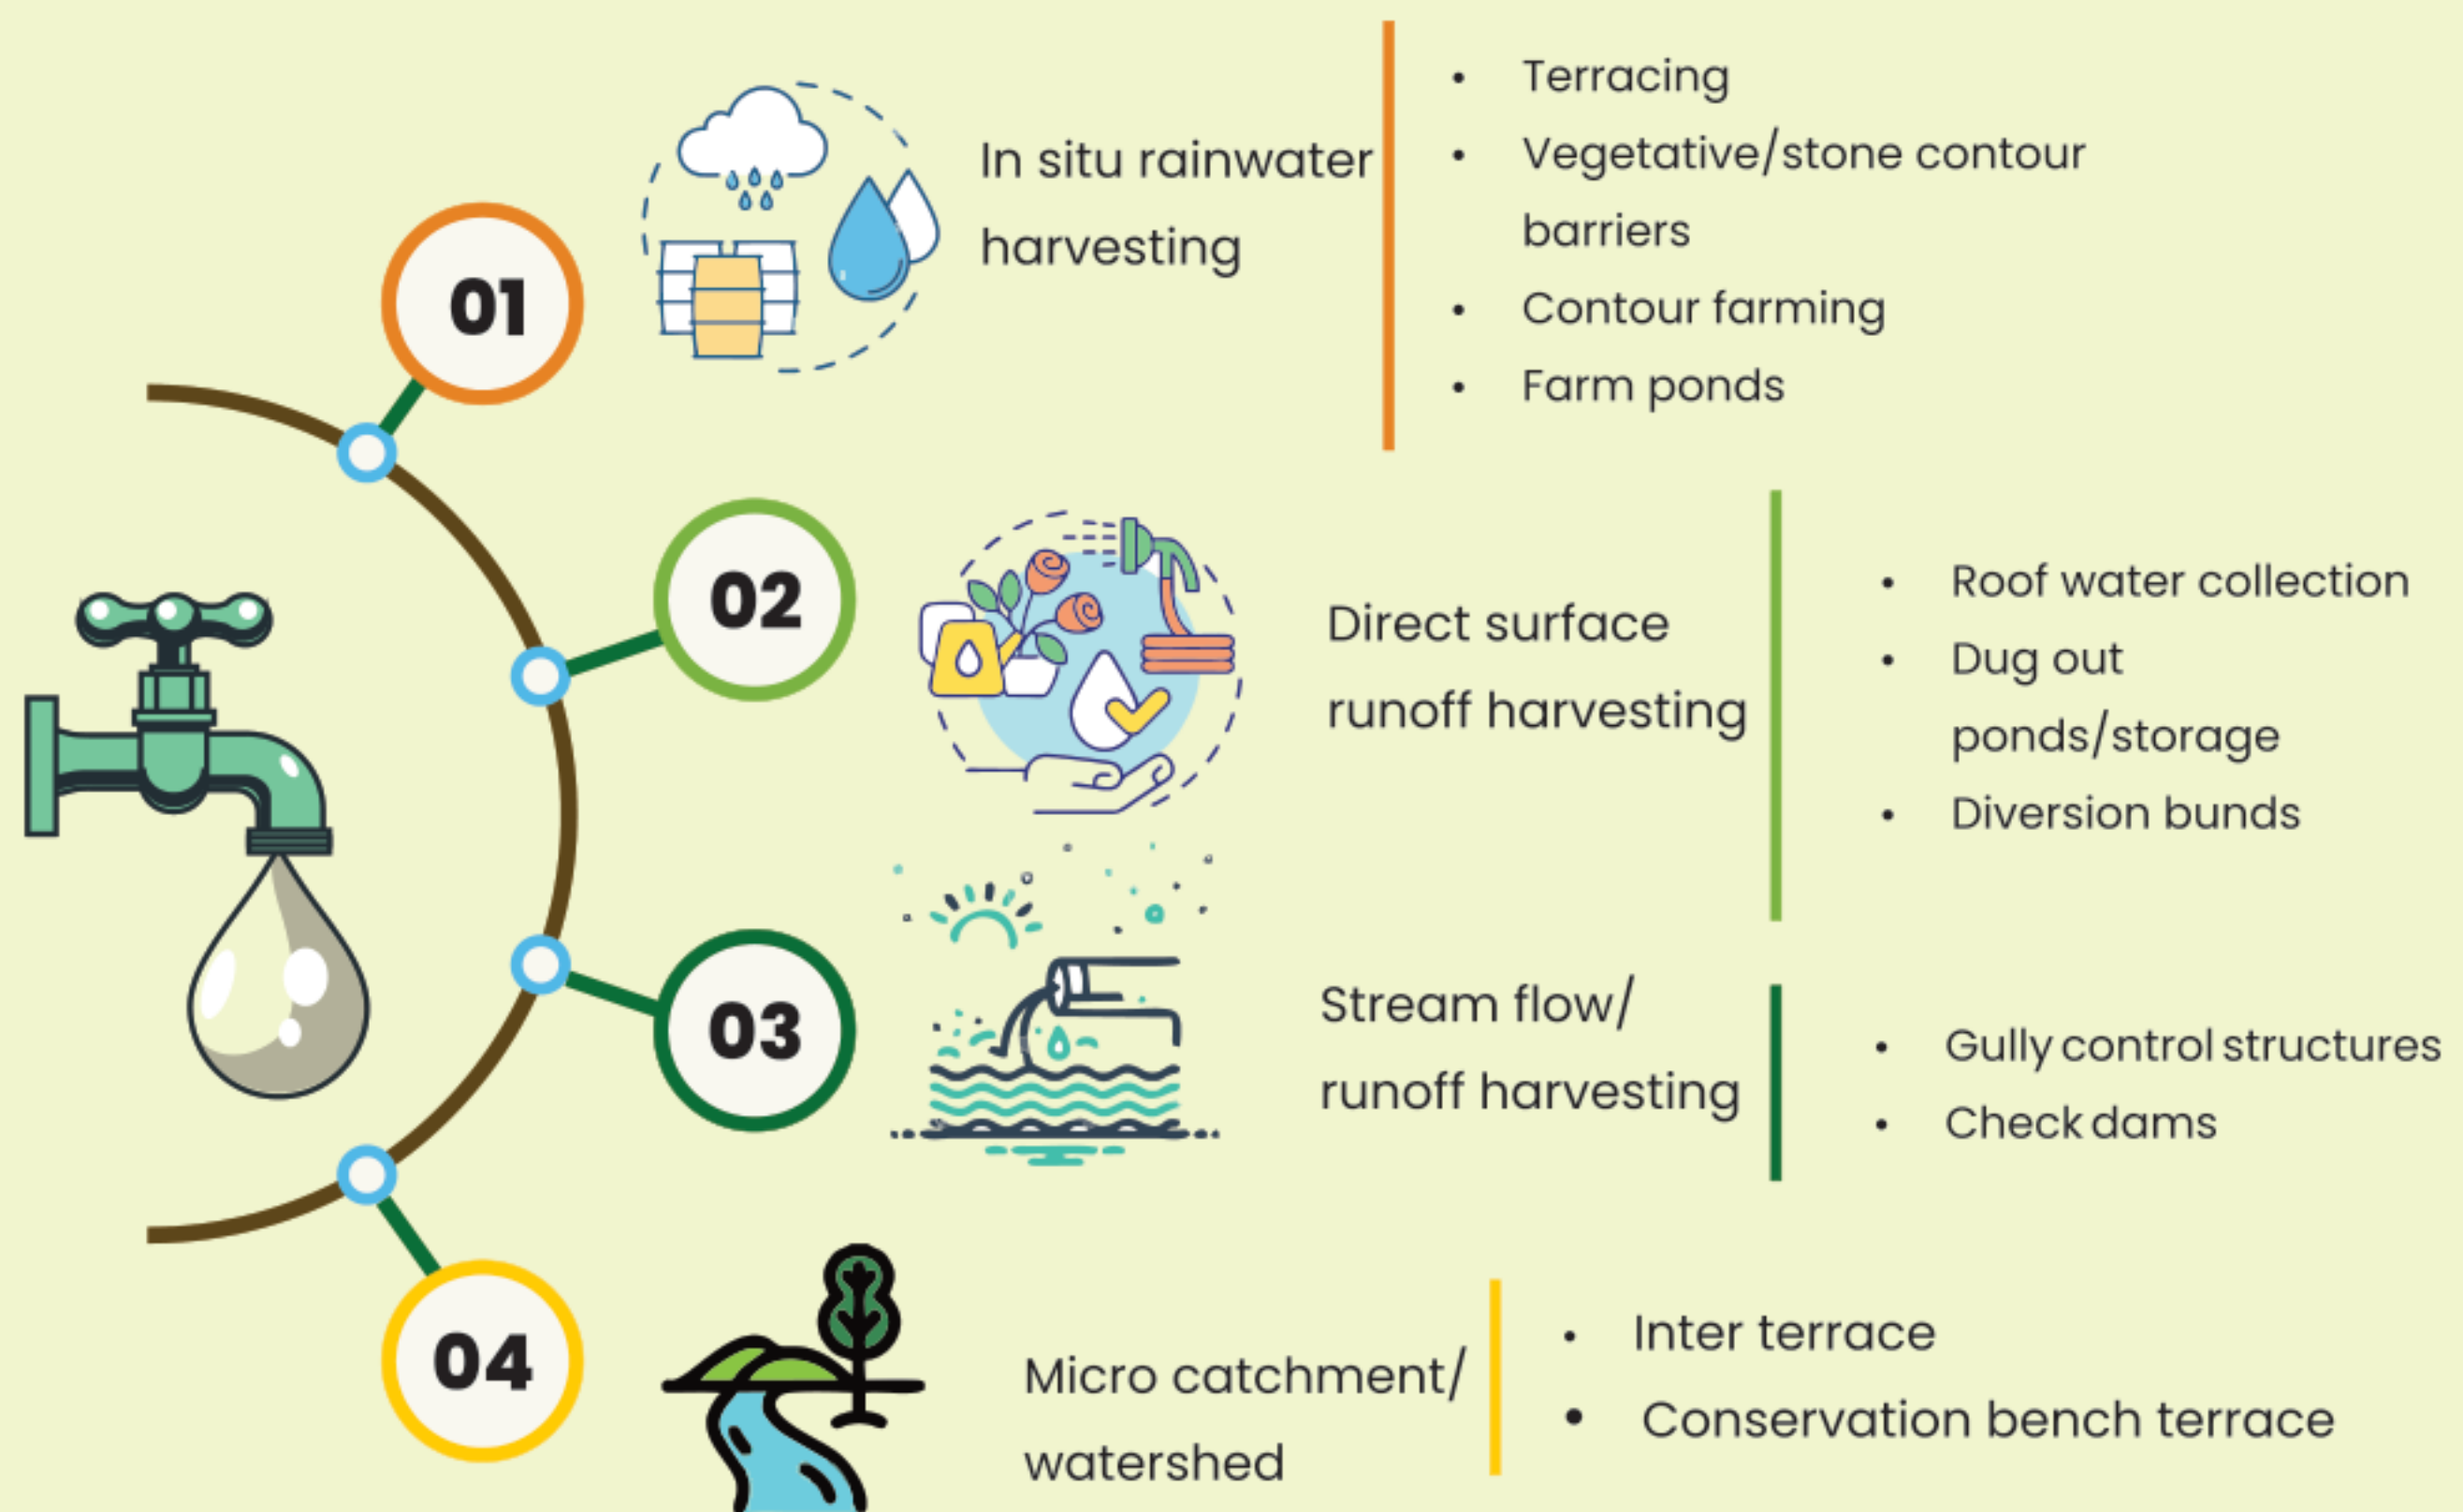 01
In situ rainwater
harvesting
• Terracing
• Vegetative/stone contour
barriers
• Contour farming
• Farm ponds
02
Direct surface
runoff harvesting
• Roof water collection
• Dug out
ponds/storage
• Diversion bunds
03
Stream flow/
runoff harvesting
• Gully control structures
• Check dams
04
Micro catchment/
watershed
• Inter terrace
• Conservation bench terrace